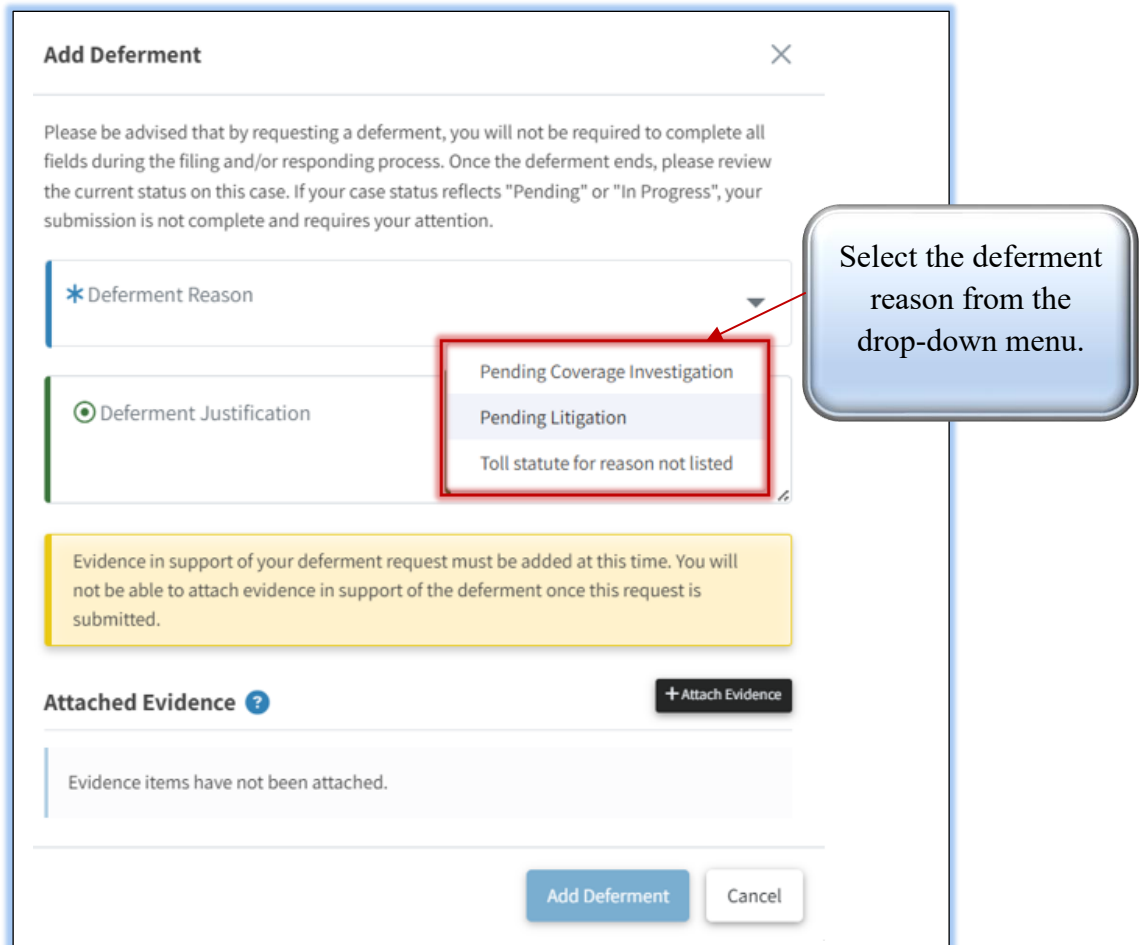 Add Deferment
Please be advised that by requesting a deferment, you will not be required to complete all
fields during the filing and/or responding process. Once the deferment ends, please review
the current status on this case. If your case status reflects "Pending" or "In Progress", your
submission is not complete and requires your attention.
Select the deferment
reason from the
drop-down menu.
* Deferment Reason
Pending Coverage Investigation
Pending Litigation
Toll statute for reason not listed
Deferment Justification
Evidence in support of your deferment request must be added at this time. You will
not be able to attach evidence in support of the deferment once this request is
submitted.
Attached Evidence ?
+ Attach Evidence
Evidence items have not been attached.
Add Deferment
Cancel